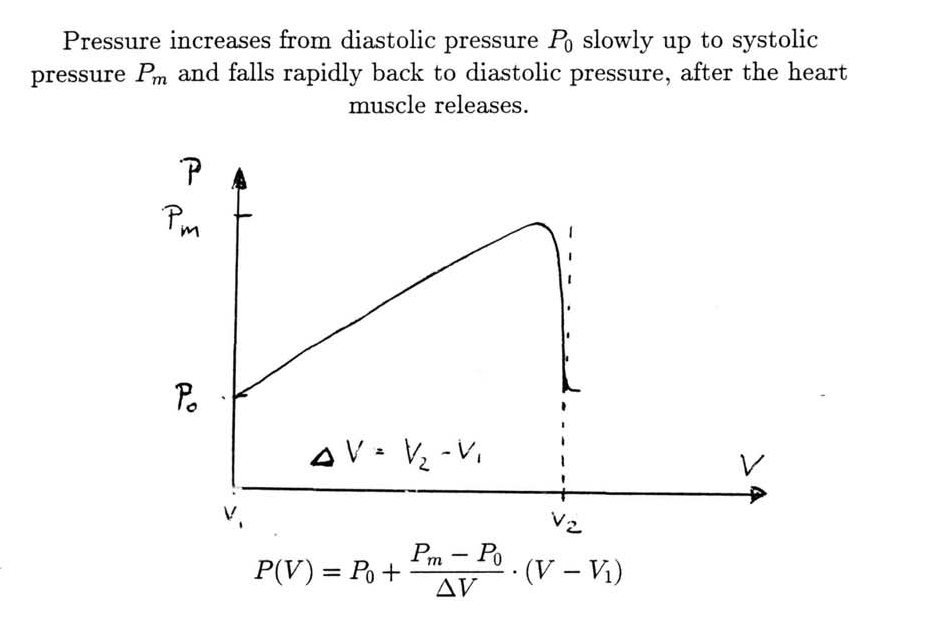 Pressure increases from diastolic pressure P₀ slowly up to systolic
pressure Pₘ and falls rapidly back to diastolic pressure, after the heart
muscle releases.
P
Pₘ
P₀
ΔV = V₂ - V₁
V
V₁
V₂
P(V) = P₀ + \frac{Pₘ − P₀}{ΔV} · (V − V₁)